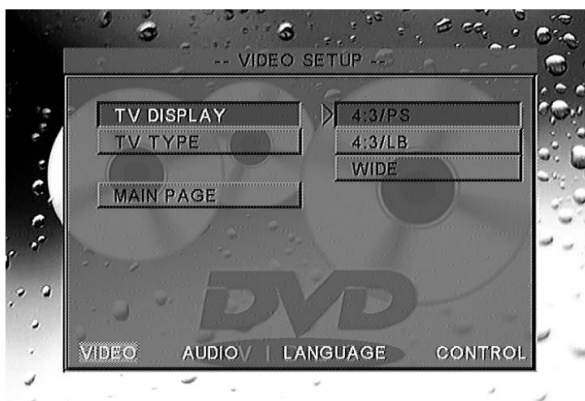 -- VIDEO SETUP --
TV DISPLAY
4:3/PS
TV TYPE
4:3/LB
WIDE
MAIN PAGE
DVD
VIDEO
AUDIO
LANGUAGE
CONTROL